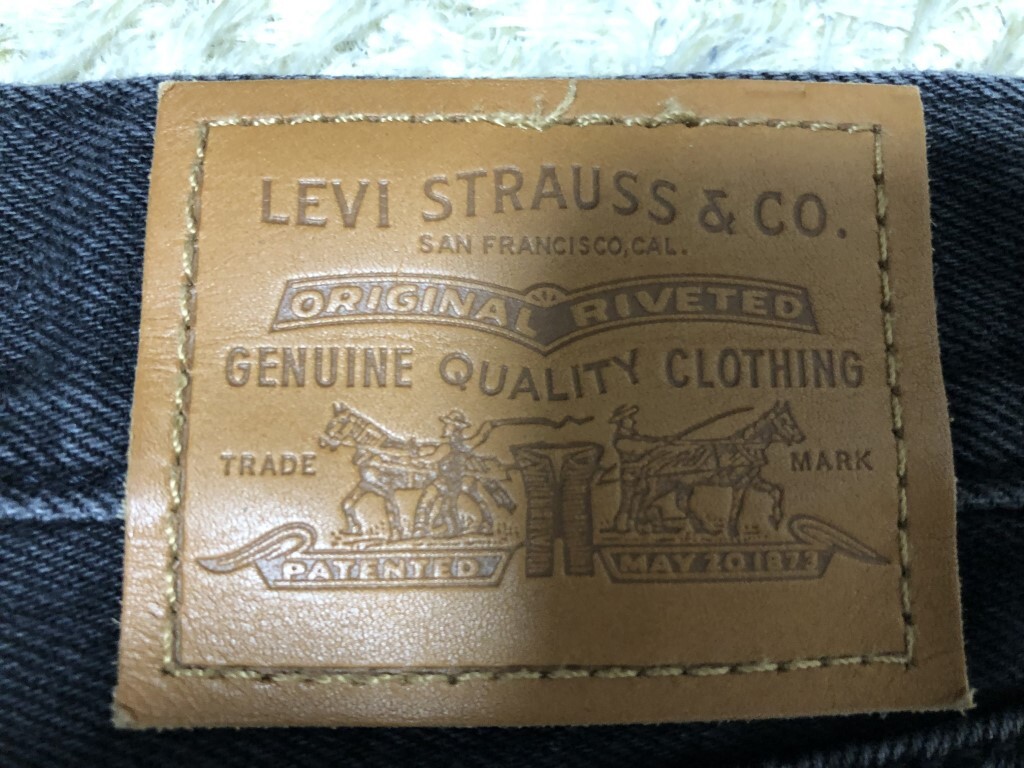 LEVI STRAUSS & CO.
SAN FRANCISCO, CAL.
ORIGINAL RIVETED
GENUINE QUALITY CLOTHING
TRADE MARK
PATENTED MAY 20 1873